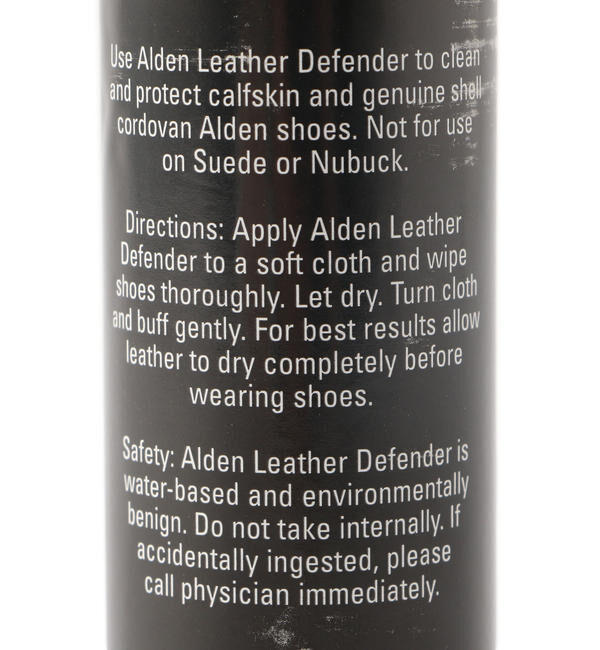 Use Alden Leather Defender to clean
and protect calfskin and genuine shell
cordovan Alden shoes. Not for use
on Suede or Nubuck.
Directions: Apply Alden Leather
Defender to a soft cloth and wipe
shoes thoroughly. Let dry. Turn cloth
and buff gently. For best results allow
leather to dry completely before
wearing shoes.
Safety: Alden Leather Defender is
water-based and environmentally
benign. Do not take internally. If
accidentally ingested, please
call physician immediately.